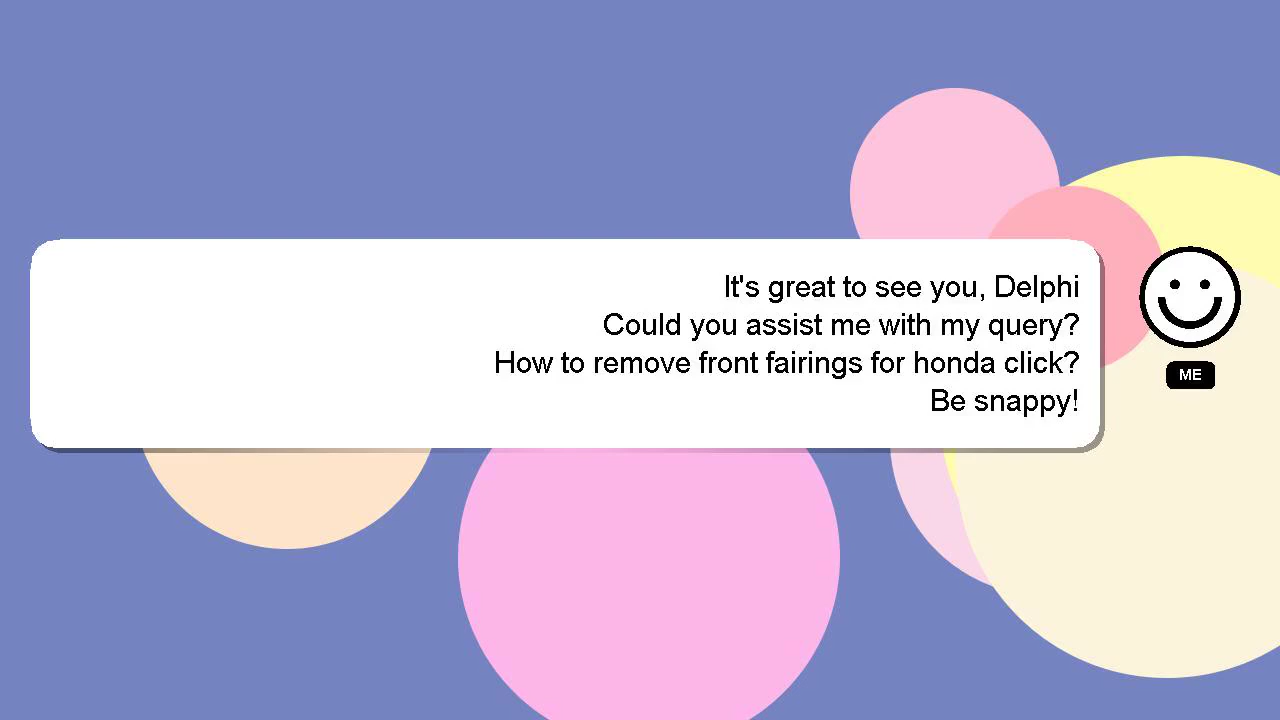 It's great to see you, Delphi
Could you assist me with my query?
How to remove front fairings for honda click?
Be snappy!
ME